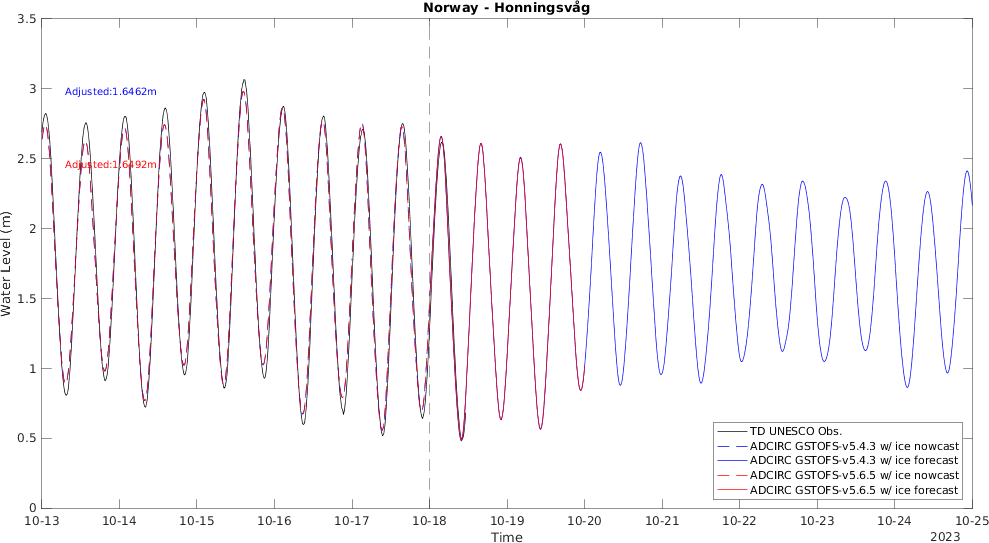 Norway - Honningsvåg
3.5
3
2.5
2
1.5
1
0.5
0
Water Level (m)
Adjusted:1.6462m
Adjusted:1.6492m
TD UNESCO Obs.
ADCIRC GSTOFS-v5.4.3 w/ ice nowcast
ADCIRC GSTOFS-v5.4.3 w/ ice forecast
ADCIRC GSTOFS-v5.6.5 w/ ice nowcast
ADCIRC GSTOFS-v5.6.5 w/ ice forecast
10-13 10-14 10-15 10-16 10-17 10-18 10-19 10-20 10-21 10-22 10-23 10-24 10-25
Time
2023